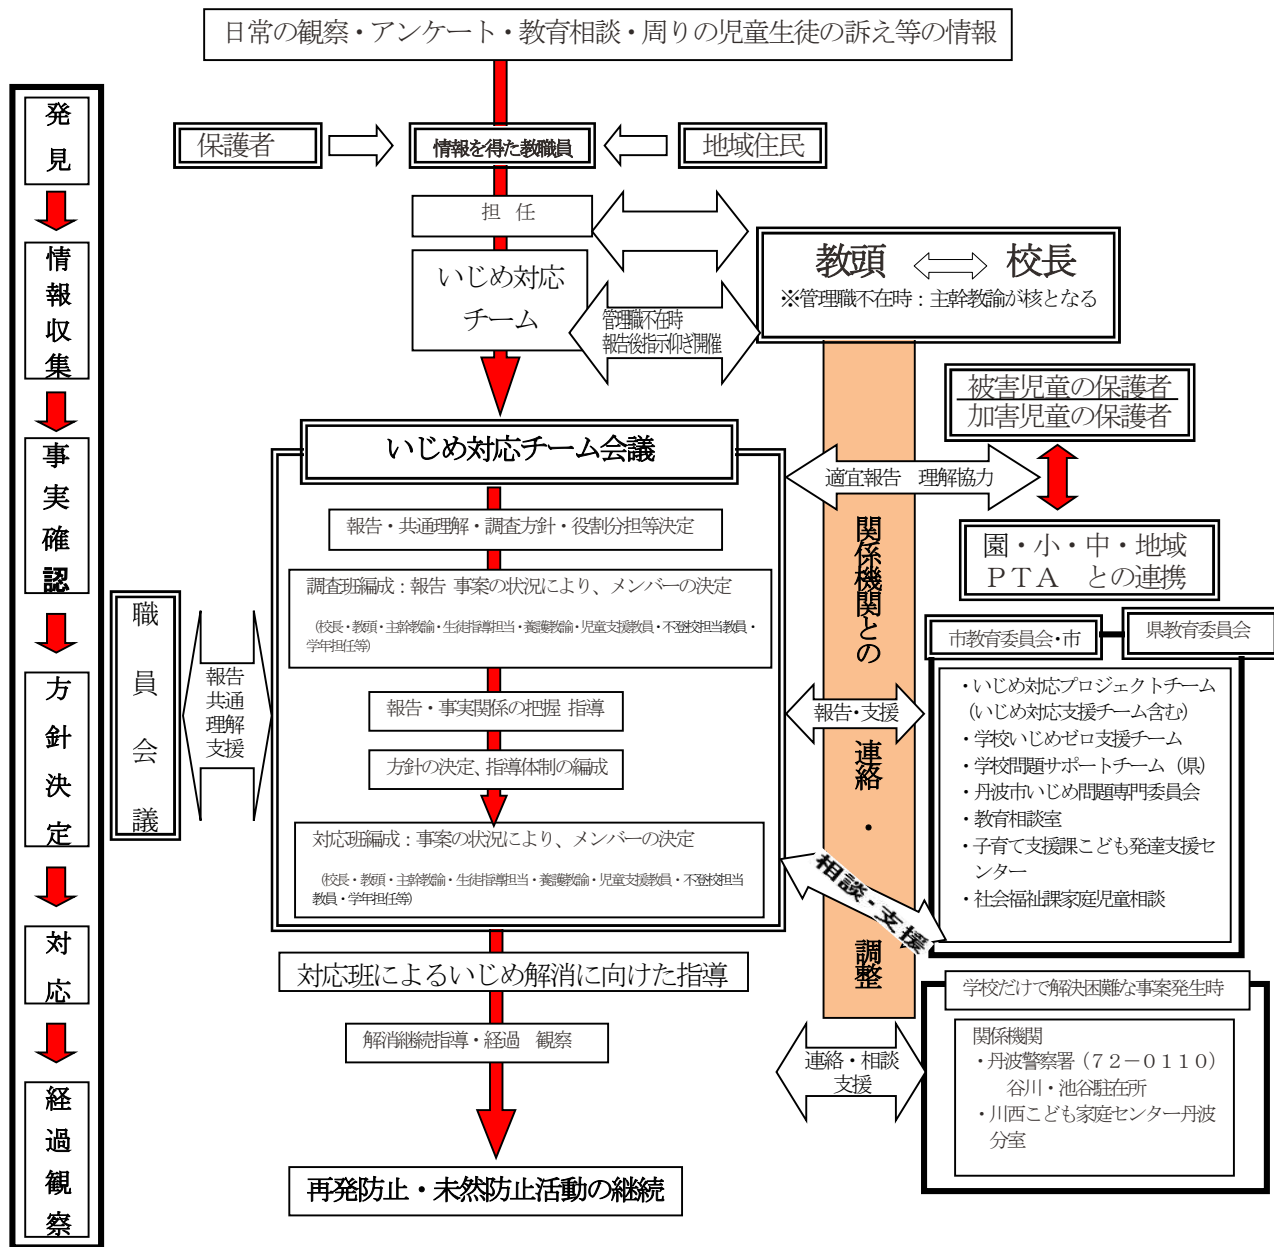 日常の観察・アンケート・教育相談・周りの児童生徒の訴え等の情報
発見
情報収集
事実確認
方針決定
対応
経過観察
保護者
情報を得た教職員
地域住民
担　任
いじめ対応
チーム
管理職不在時
報告後指示仰ぎ開催
教頭
校長
※管理職不在時：主幹教諭が核となる
被害児童の保護者
加害児童の保護者
いじめ対応チーム会議
適宜報告　理解協力
報告・共通理解・調査方針・役割分担等決定
園・小・中・地域
ＰＴＡ　との連携
調査班編成：報告 事案の状況により、メンバーの決定
（校長・教頭・主幹教諭・生徒指導担当・養護教諭・児童支援教員・不登校担当教員・
学年担任等）
職員会議
報告
共通
理解
支援
関係機関との　連絡　・　調整
市教育委員会・市
県教育委員会
報告・事実関係の把握 指導
報告・支援
方針の決定、指導体制の編成
・いじめ対応プロジェクトチーム
（いじめ対応支援チーム含む）
・学校いじめゼロ支援チーム
・学校問題サポートチーム（県）
・丹波市いじめ問題専門委員会
・教育相談室
・子育て支援課こども発達支援セ
ンター
・社会福祉課家庭児童相談
対応班編成：事案の状況により、メンバーの決定
（校長・教頭・主幹教諭・生徒指導担当・養護教諭・児童支援教員・不登校担当
教員・学年担任等）
相談・支援
対応班によるいじめ解消に向けた指導
学校だけで解決困難な事案発生時
解消継続指導・経過　観察
連絡・相談
支援
関係機関
・丹波警察署（７２－０１１０）
谷川・池谷駐在所
・川西こども家庭センター丹波
分室
再発防止・未然防止活動の継続